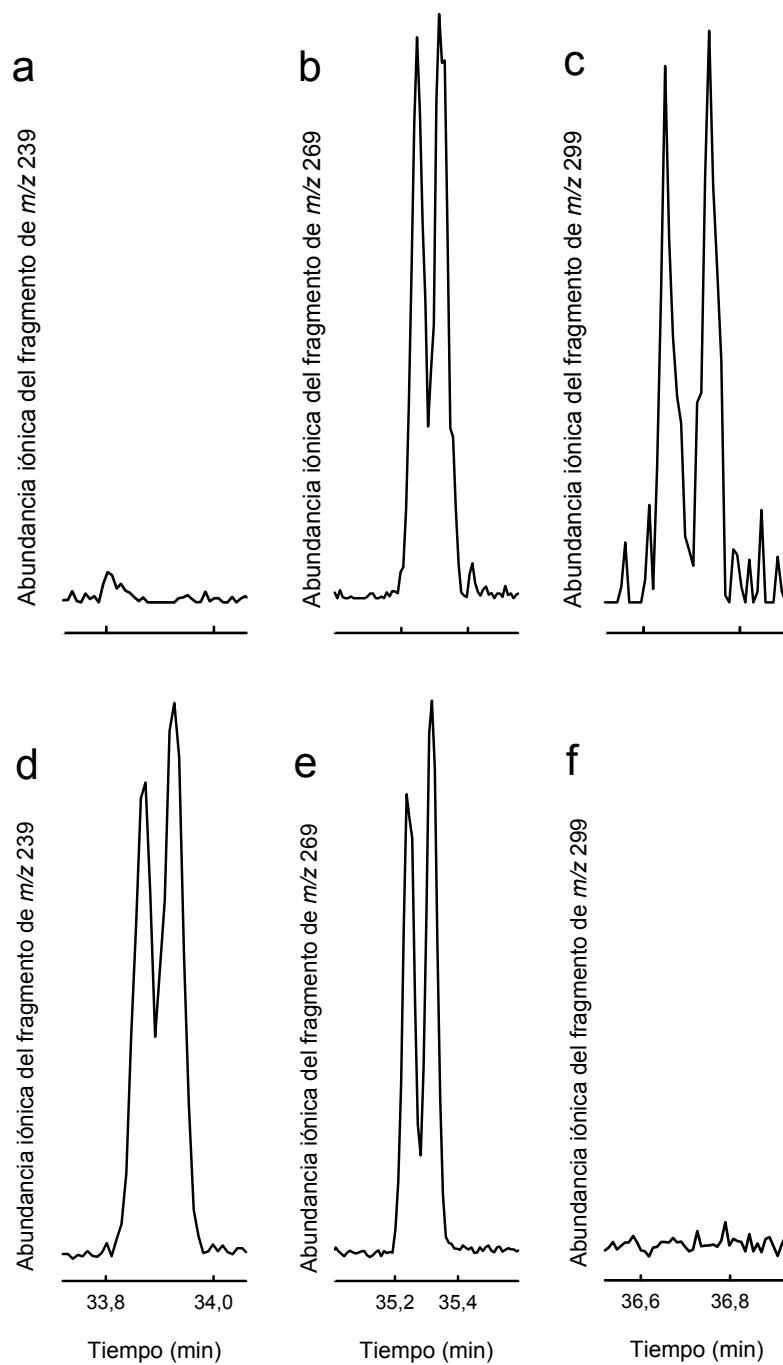 a
Abundancia iónica del fragmento de m/z 239
b
Abundancia iónica del fragmento de m/z 269
c
Abundancia iónica del fragmento de m/z 299
d
Abundancia iónica del fragmento de m/z 239
e
Abundancia iónica del fragmento de m/z 269
f
Abundancia iónica del fragmento de m/z 299
33,8 34,0
35,2 35,4
36,6 36,8
Tiempo (min)
Tiempo (min)
Tiempo (min)